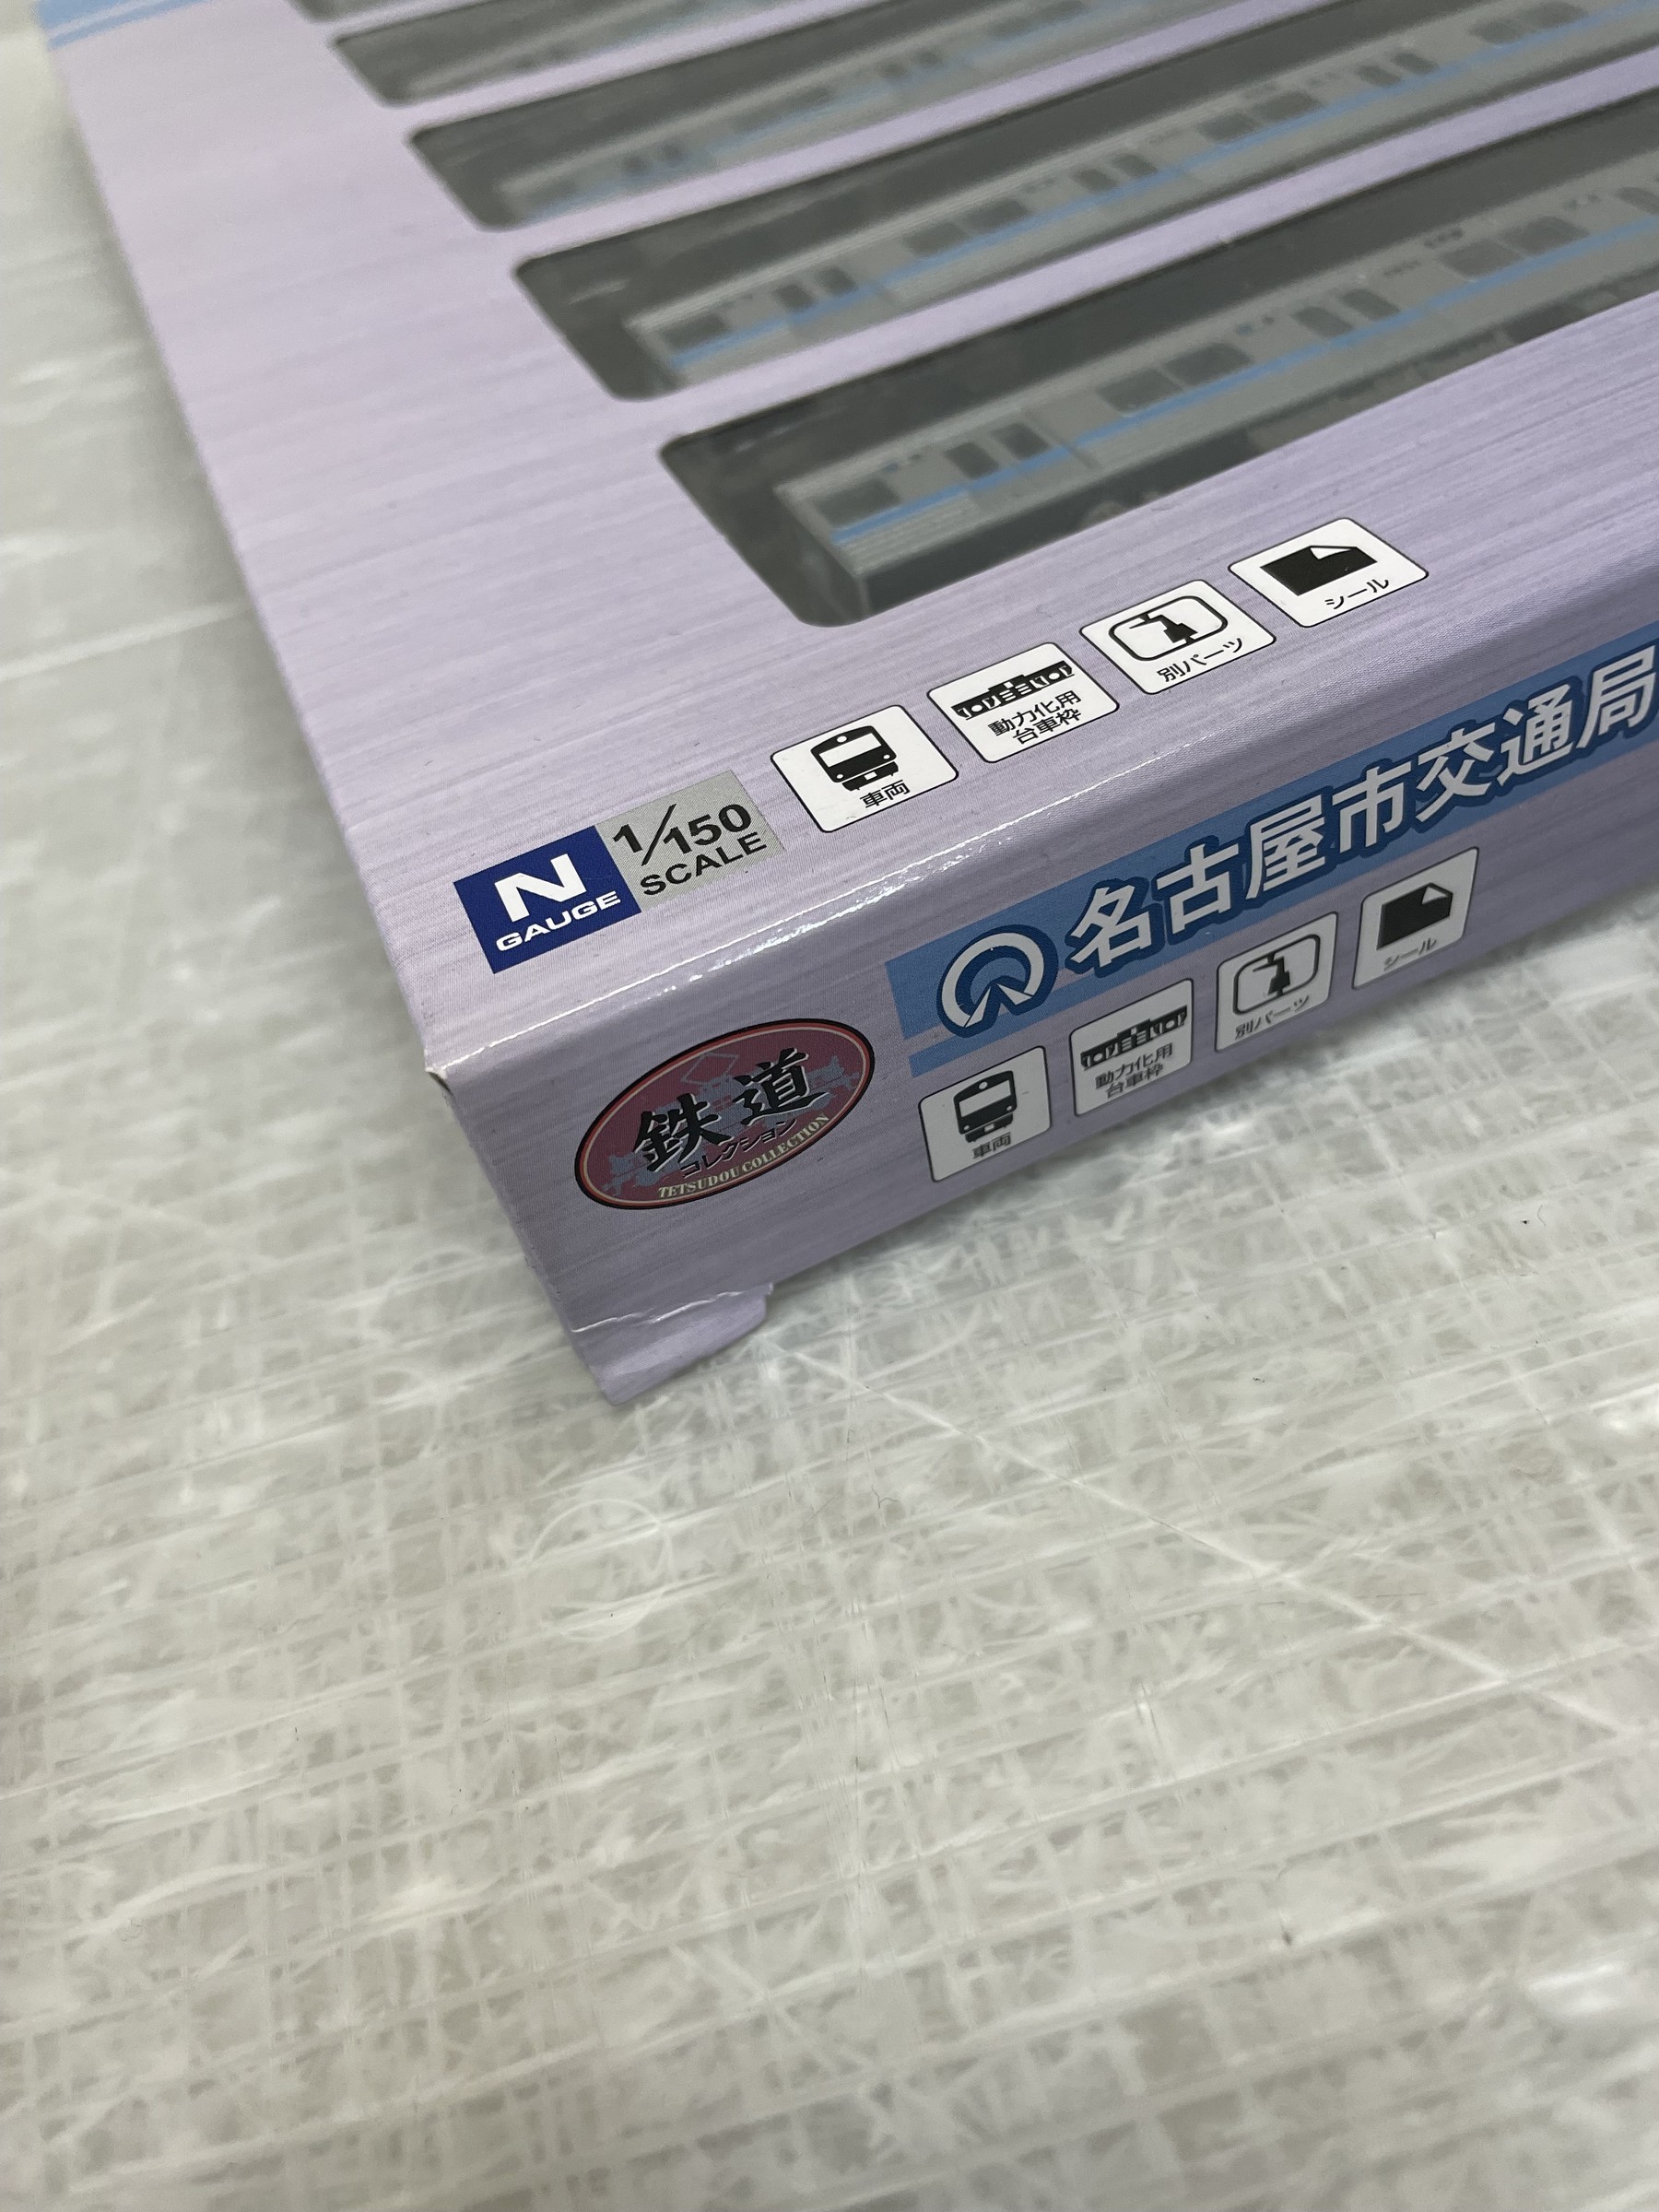 シール
別パーツ
動力化用
台車枠
車両
1/150
SCALE
N
GAUGE
名古屋市交通局
シール
別パーツ
動力化用
台車枠
車両
鉄道
コレクション
TETSUDOU COLLECTION